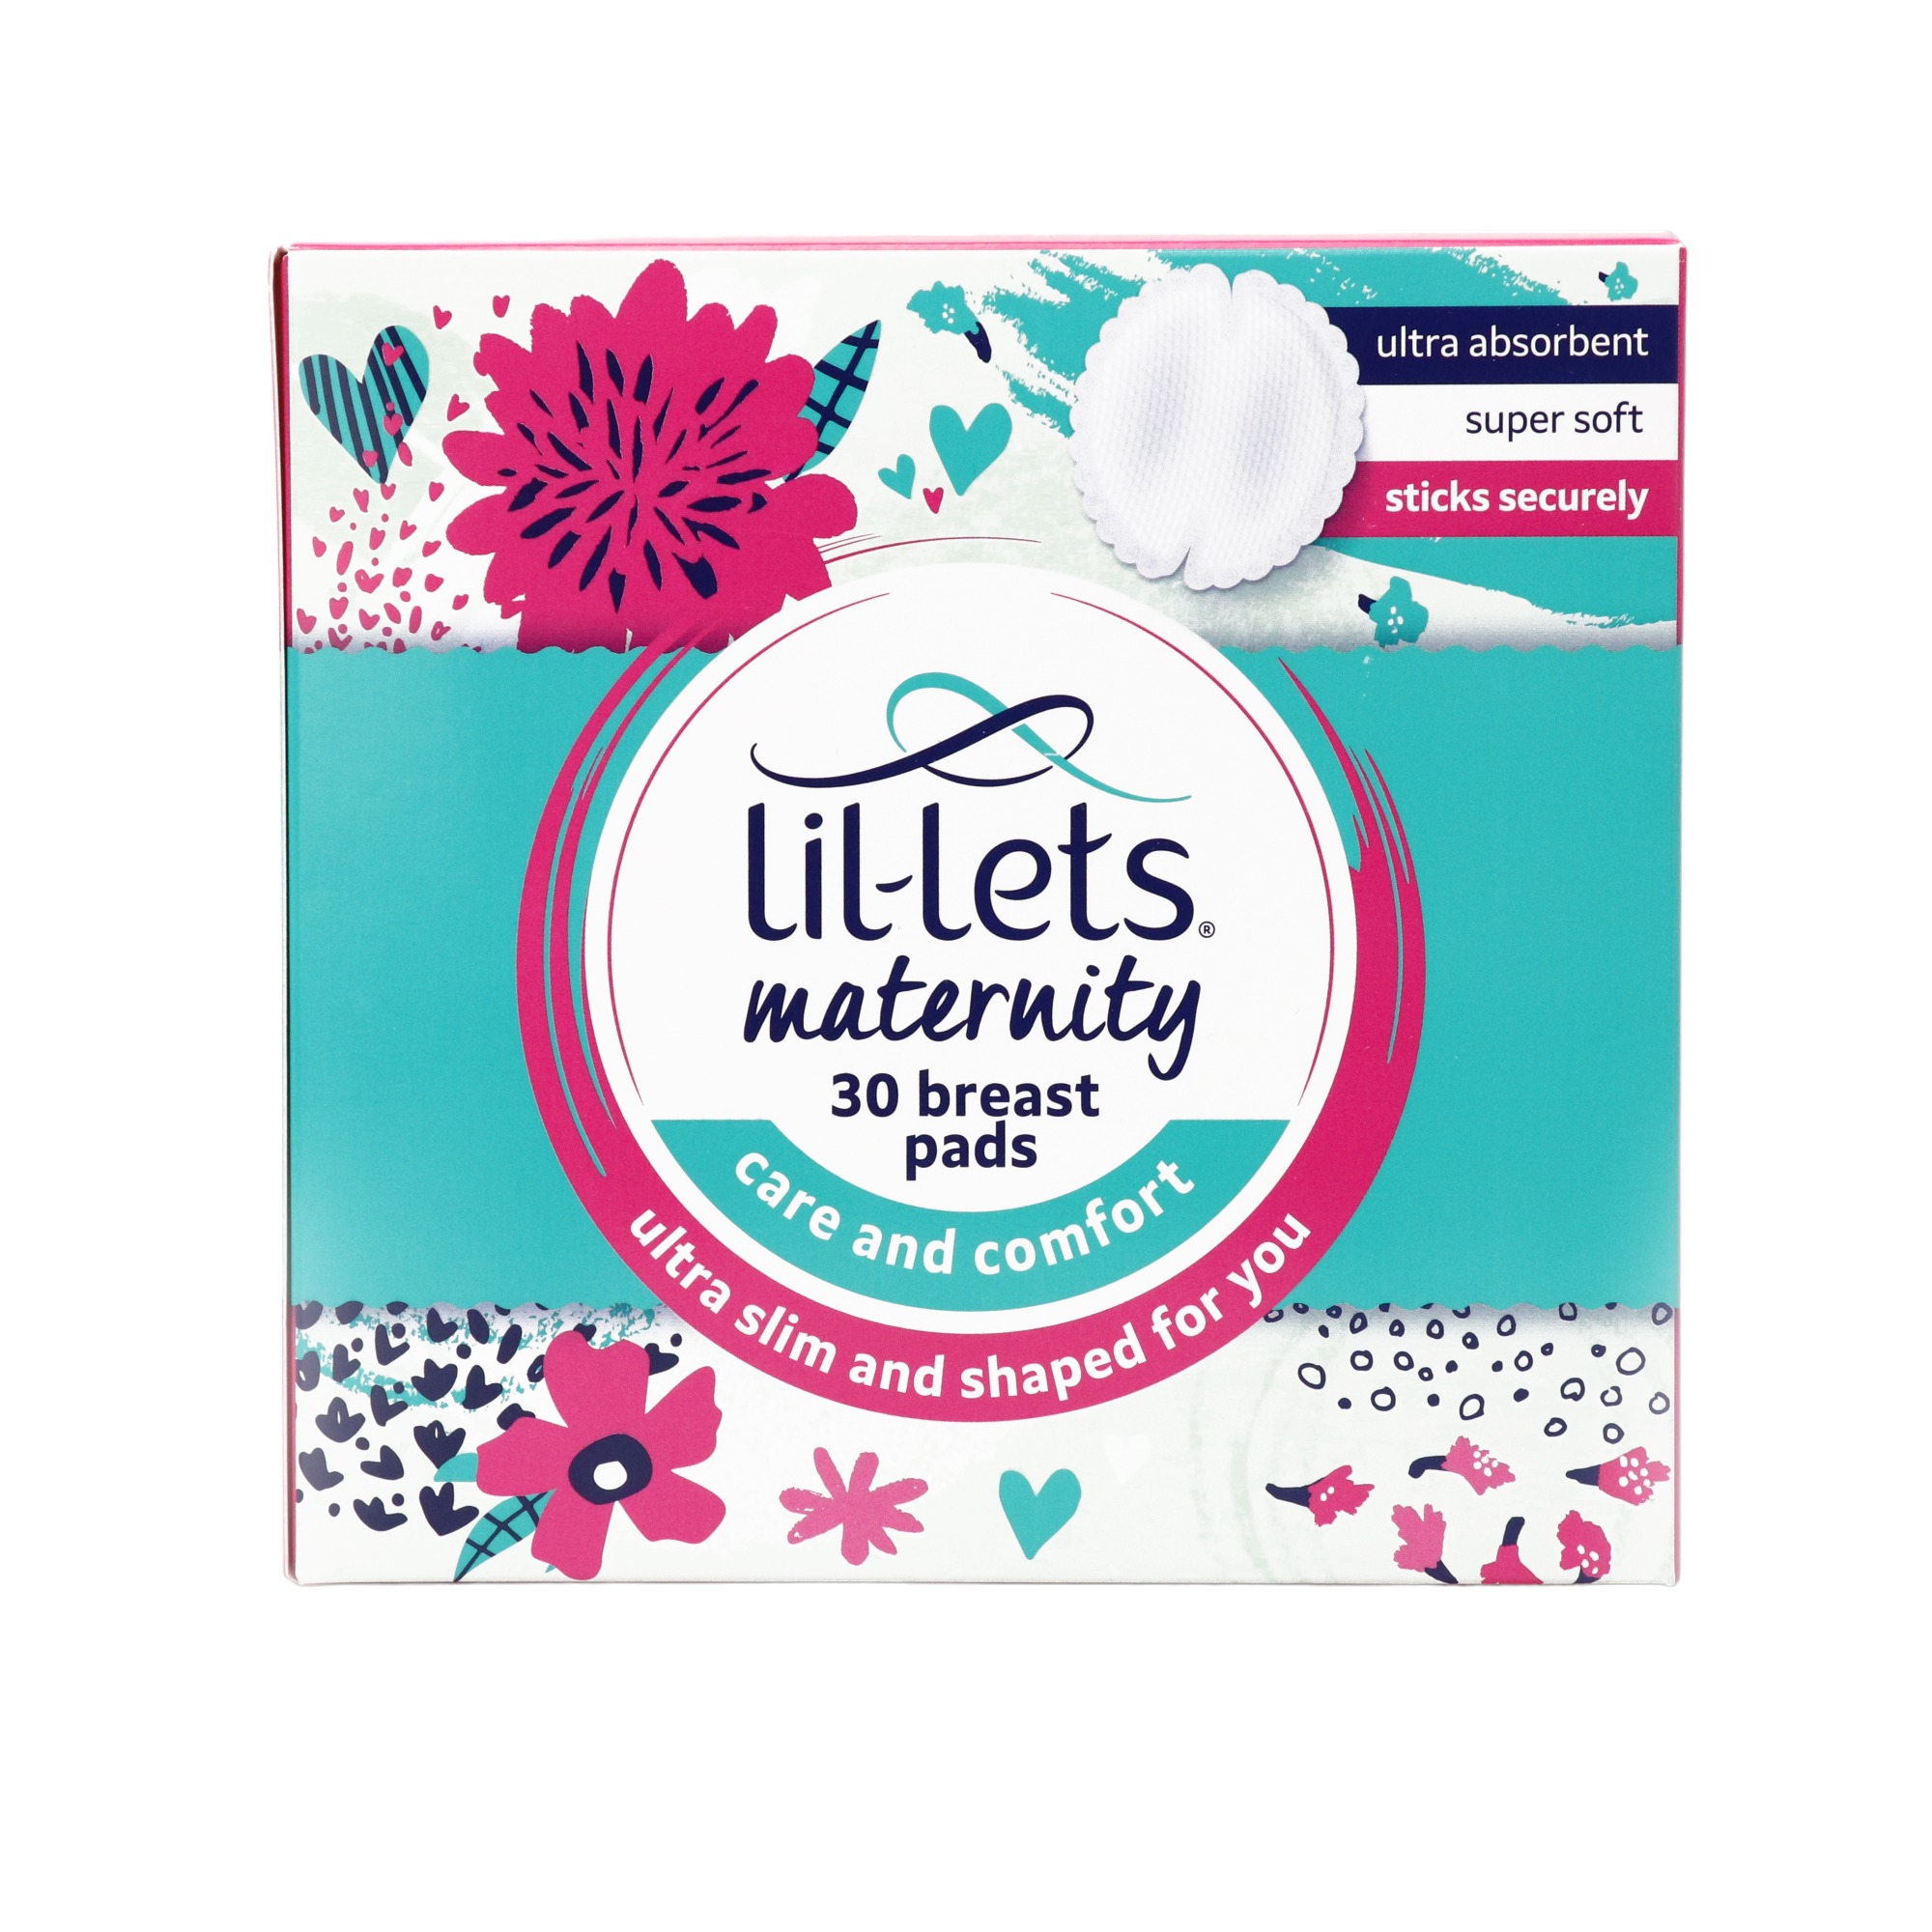 ultra absorbent
super soft
sticks securely
lil-lets®
maternity
30 breast
pads
care and comfort
ultra slim and shaped for you